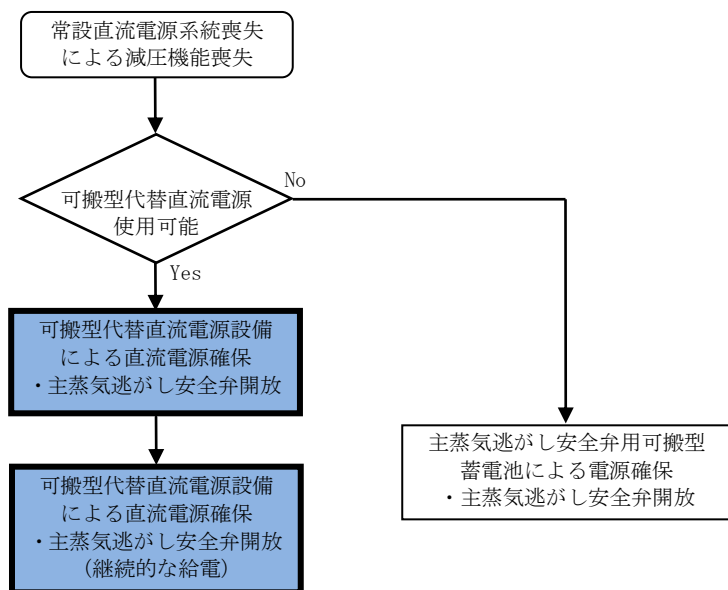 常設直流電源系統喪失
による減圧機能喪失
可搬型代替直流電源
使用可能
No
Yes
可搬型代替直流電源設備
による直流電源確保
・主蒸気逃がし安全弁開放
可搬型代替直流電源設備
による直流電源確保
・主蒸気逃がし安全弁開放
(継続的な給電)
主蒸気逃がし安全弁用可搬型
蓄電池による電源確保
・主蒸気逃がし安全弁開放